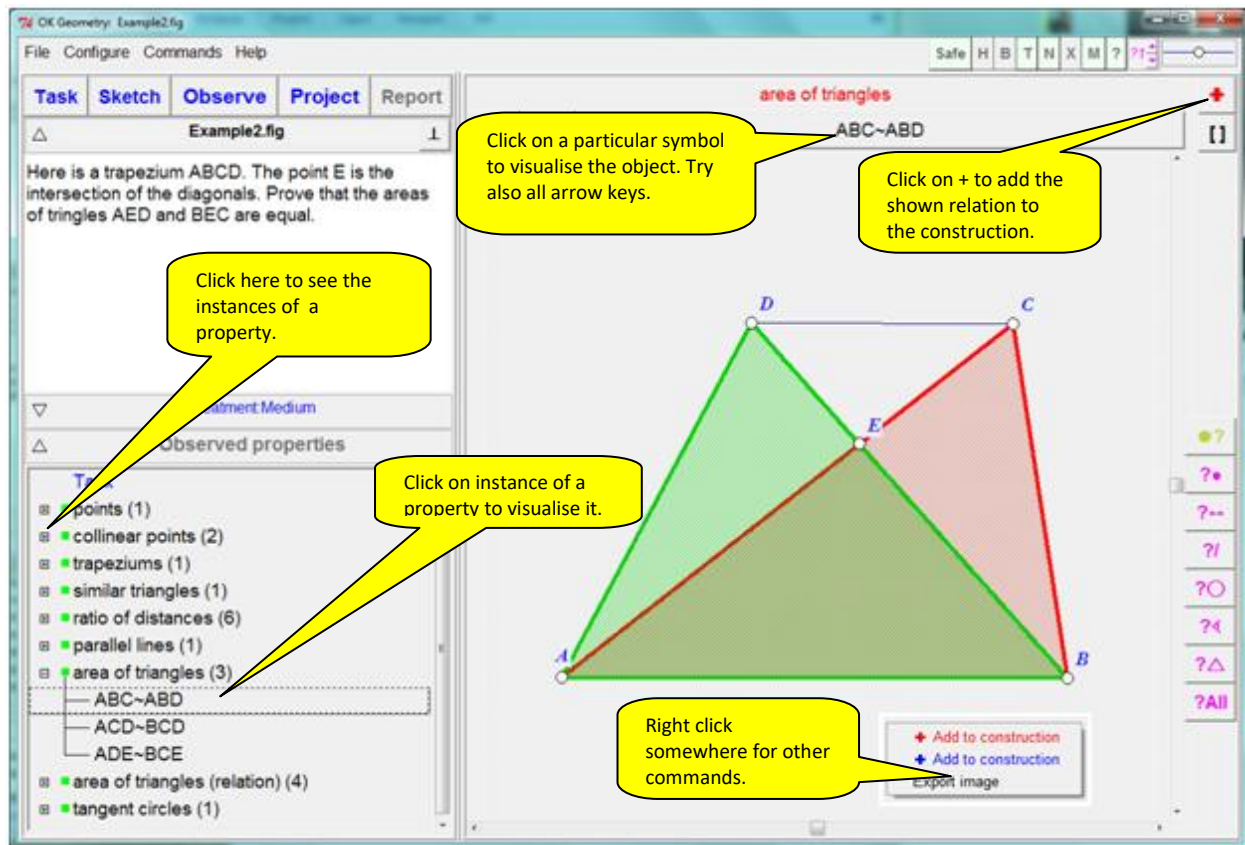 OK Geometry: Example2.fig
File Configure Commands Help
Safe H B T N X M ? ?↑
Task Sketch Observe Project Report
Example2.fig
Here is a trapezium ABCD. The point E is the
intersection of the diagonals. Prove that the areas
of tringles AED and BEC are equal.
area of triangles
+
ABC~ABD
[ ]
Click on a particular symbol
to visualise the object. Try
also all arrow keys.
Click on + to add the
shown relation to
the construction.
Click here to see the
instances of a
property.
D
C
E
A
B
Medium
Observed properties
Click on instance of a
property to visualise it.
points (1)
collinear points (2)
trapeziums (1)
similar triangles (1)
ratio of distances (6)
parallel lines (1)
area of triangles (3)
ABC~ABD
ACD~BCD
ADE~BCE
area of triangles (relation) (4)
tangent circles (1)
Right click
somewhere for other
commands.
+ Add to construction
+ Add to construction
Export image
●?
?●
?--
?/
?○
?∢
?△
?All